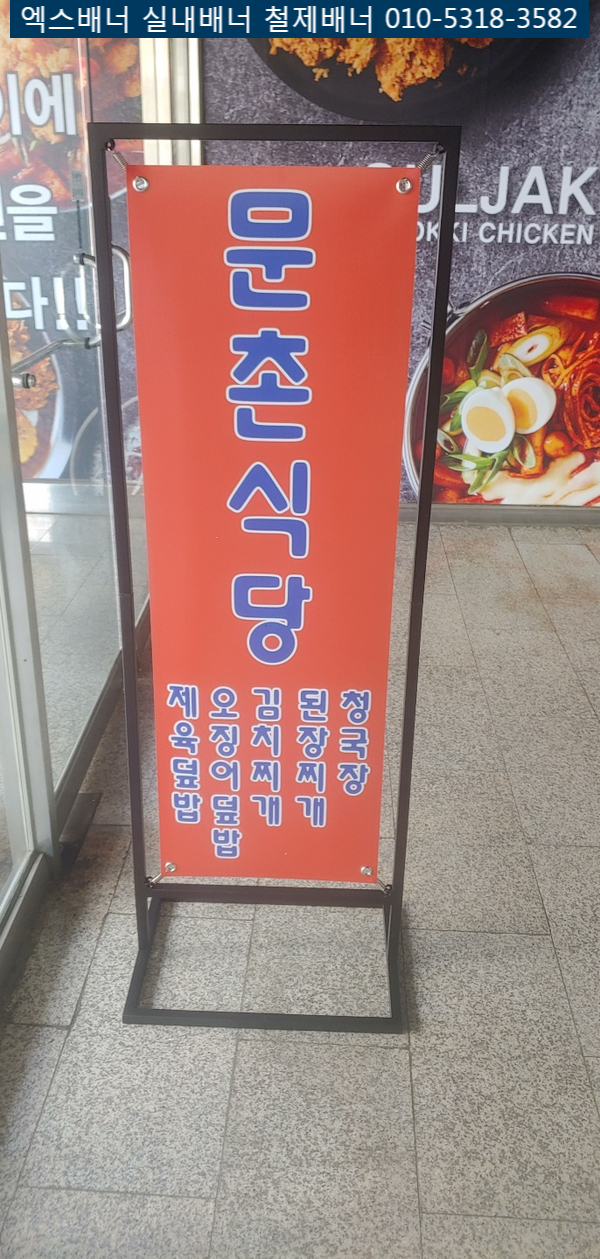 엑스배너 실내배너 철제배너 010-5318-3582
문촌식당
청국장
된장찌개
김치찌개
오징어덮밥
제육덮밥
CHICKEN